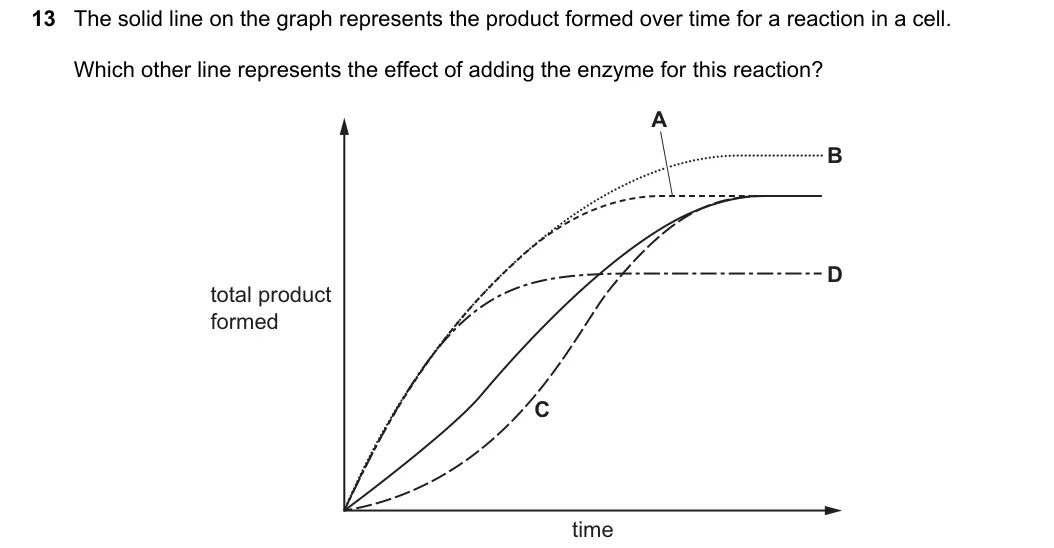 13 The solid line on the graph represents the product formed over time for a reaction in a cell.
Which other line represents the effect of adding the enzyme for this reaction?
A
B
D
total product
formed
C
time